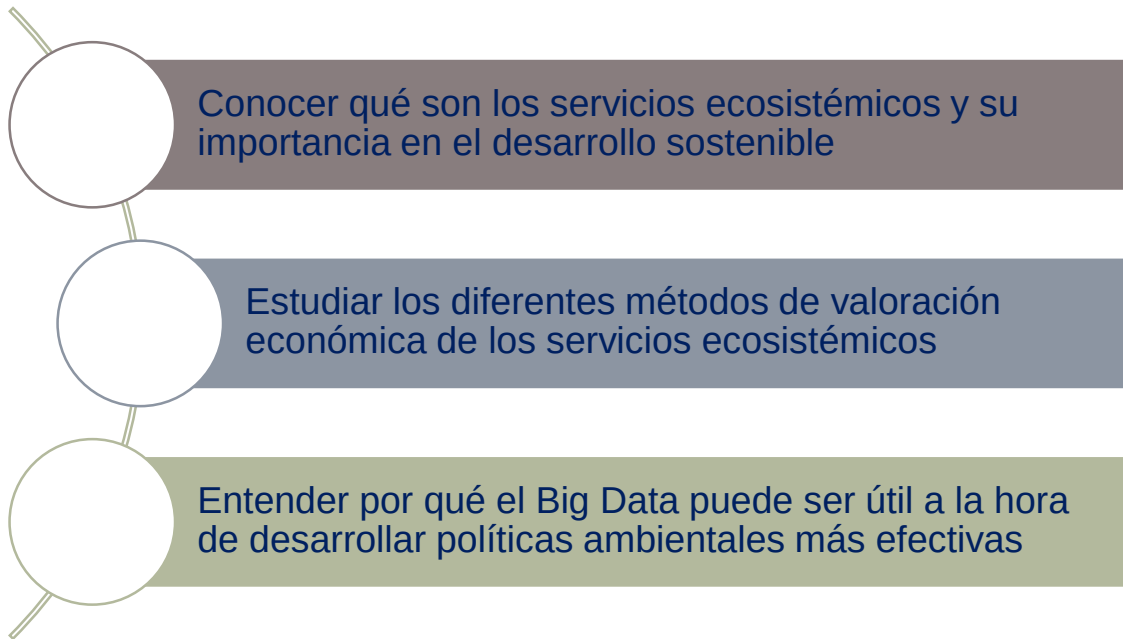 Conocer qué son los servicios ecosistémicos y su
importancia en el desarrollo sostenible
Estudiar los diferentes métodos de valoración
económica de los servicios ecosistémicos
Entender por qué el Big Data puede ser útil a la hora
de desarrollar políticas ambientales más efectivas